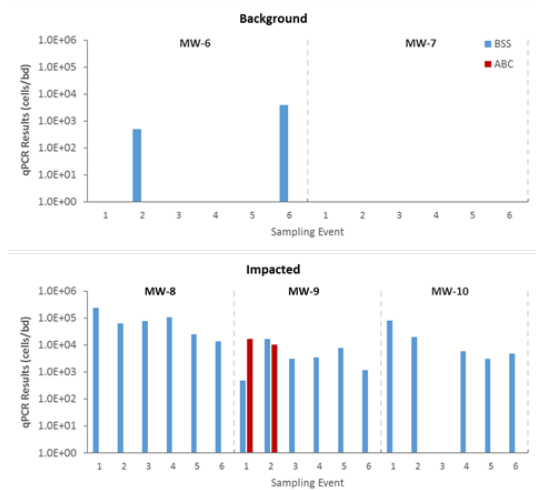 Background
MW-6 MW-7
BSS
ABC
1.0E+06
1.0E+05
1.0E+04
1.0E+03
1.0E+02
1.0E+01
1.0E+00
qPCR Results (cells/bd)
1 2 3 4 5 6 1 2 3 4 5 6
Sampling Event
Impacted
MW-8 MW-9 MW-10
1.0E+06
1.0E+05
1.0E+04
1.0E+03
1.0E+02
1.0E+01
1.0E+00
qPCR Results (cells/bd)
1 2 3 4 5 6 1 2 3 4 5 6 1 2 3 4 5 6
Sampling Event